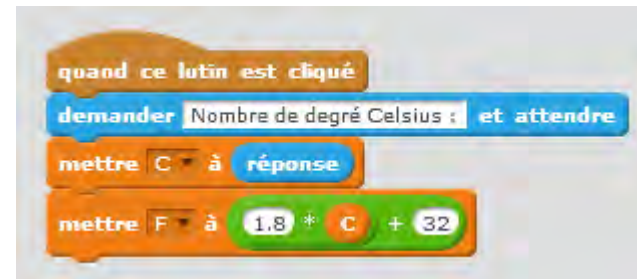 quand ce lutin est cliqué
demander Nombre de degré Celsius : et attendre
mettre C à réponse
mettre F à 1.8 * C + 32